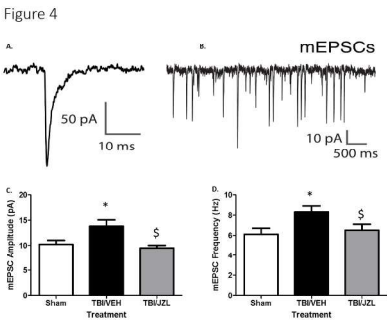 Figure 4
A.
B.
mEPSCs
50 pA
10 ms
10 pA
500 ms
C.
mEPSC Amplitude (pA)
20
15
10
5
0
*
$
Sham
TBI/VEH
TBI/JZL
Treatment
D.
mEPSC Frequency (Hz)
10
8
6
4
2
0
*
$
Sham
TBI/VEH
TBI/JZL
Treatment